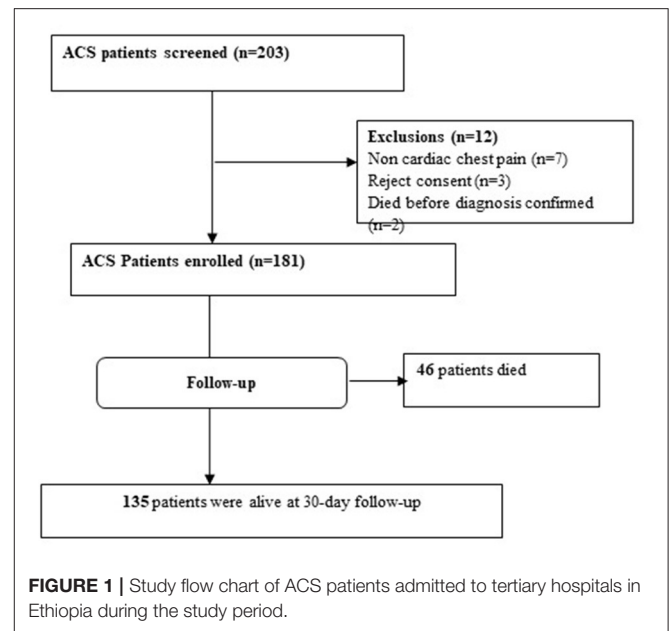 ACS patients screened (n=203)
Exclusions (n=12)
Non cardiac chest pain (n=7)
Reject consent (n=3)
Died before diagnosis confirmed
(n=2)
ACS Patients enrolled (n=181)
Follow-up
46 patients died
135 patients were alive at 30-day follow-up
FIGURE 1 | Study flow chart of ACS patients admitted to tertiary hospitals in
Ethiopia during the study period.